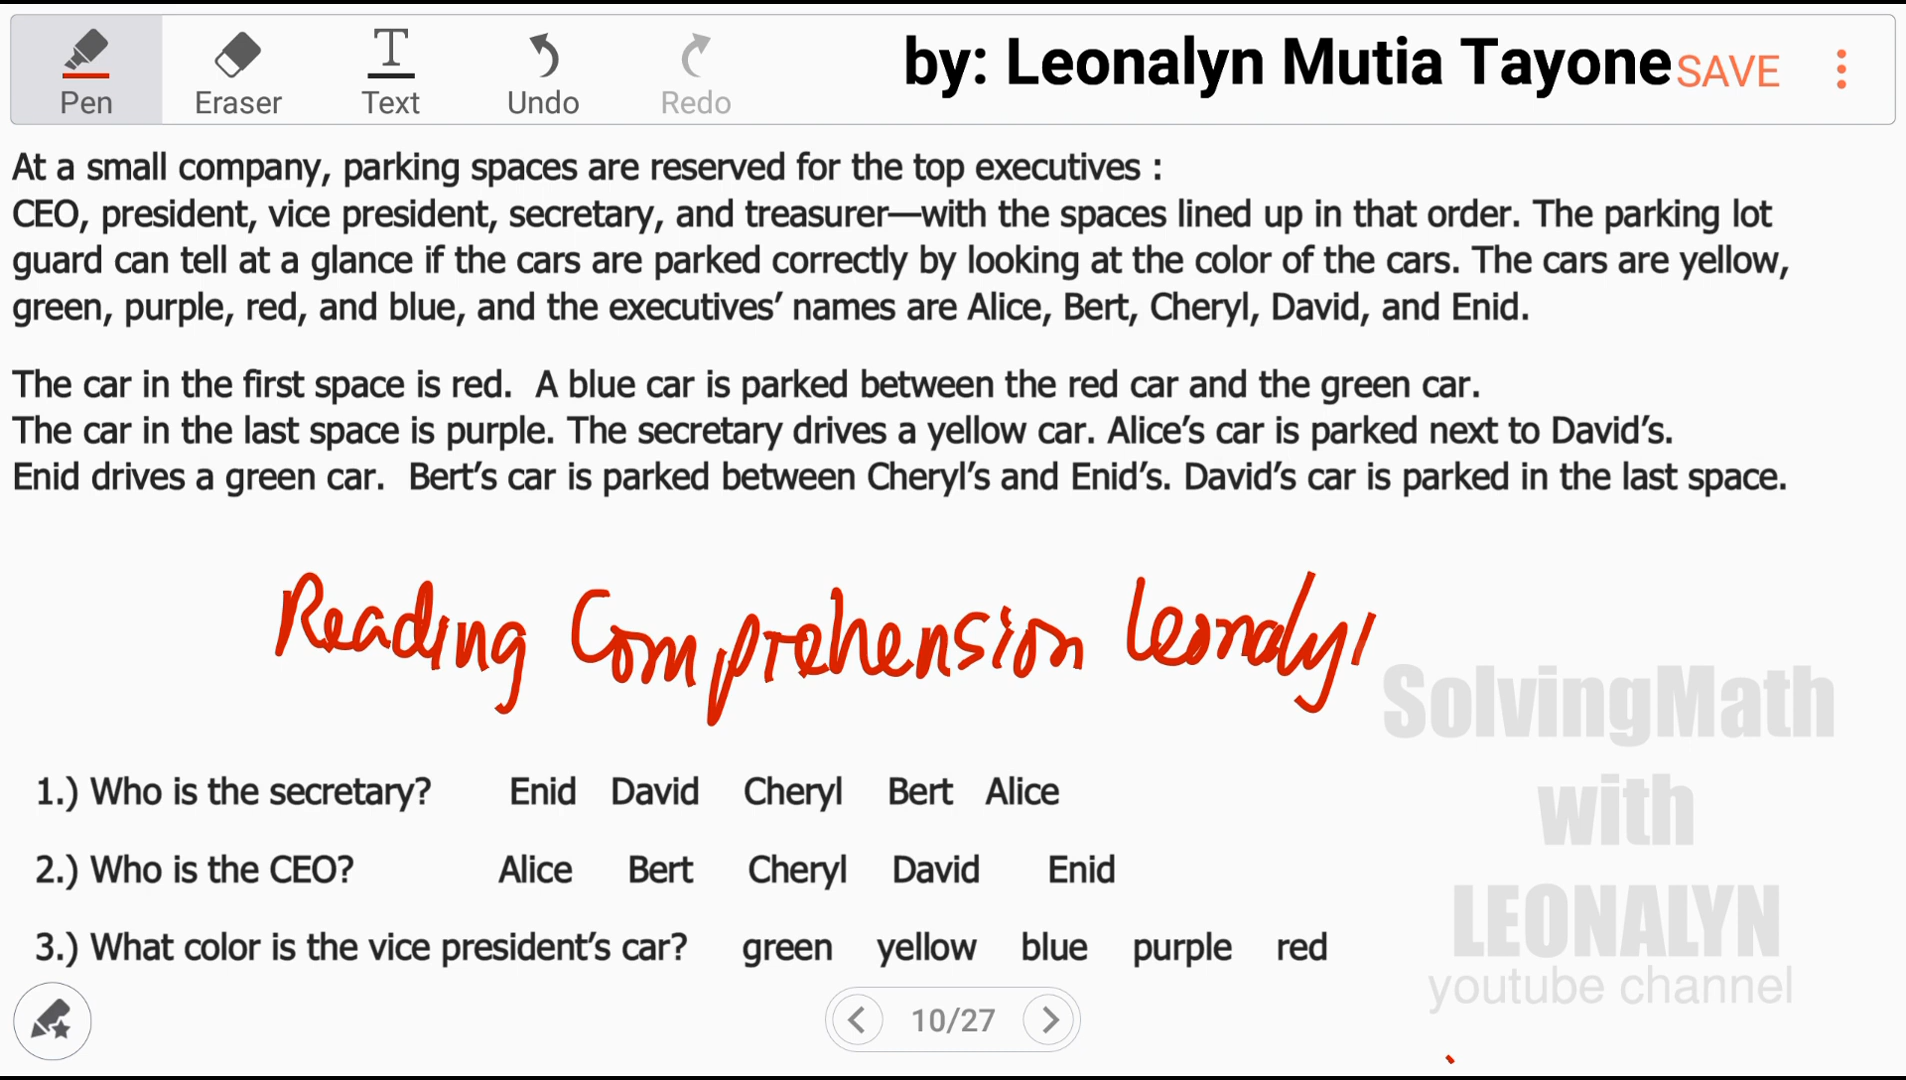 Pen Eraser Text Undo Redo by: Leonalyn Mutia Tayone SAVE
At a small company, parking spaces are reserved for the top executives :
CEO, president, vice president, secretary, and treasurer—with the spaces lined up in that order. The parking lot
guard can tell at a glance if the cars are parked correctly by looking at the color of the cars. The cars are yellow,
green, purple, red, and blue, and the executives’ names are Alice, Bert, Cheryl, David, and Enid.
The car in the first space is red. A blue car is parked between the red car and the green car.
The car in the last space is purple. The secretary drives a yellow car. Alice’s car is parked next to David’s.
Enid drives a green car. Bert’s car is parked between Cheryl’s and Enid’s. David’s car is parked in the last space.
Reading Comprehension Leonaly
SolvingMath
with
LEONALYN
youtube channel
1.) Who is the secretary? Enid David Cheryl Bert Alice
2.) Who is the CEO? Alice Bert Cheryl David Enid
3.) What color is the vice president’s car? green yellow blue purple red
10/27